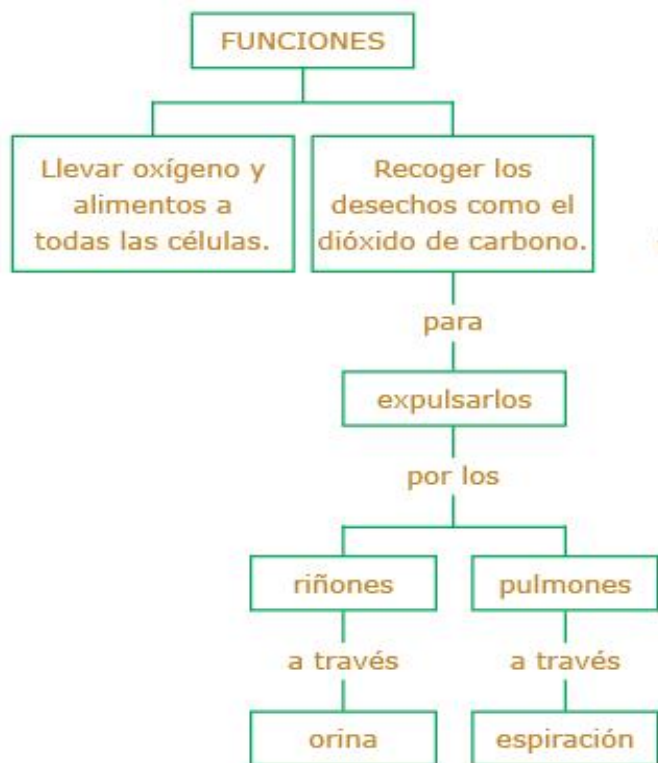 FUNCIONES
Llevar oxígeno y
alimentos a
todas las células.
Recoger los
desechos como el
dióxido de carbono.
para
expulsarlos
por los
riñones
pulmones
a través
a través
orina
espiración